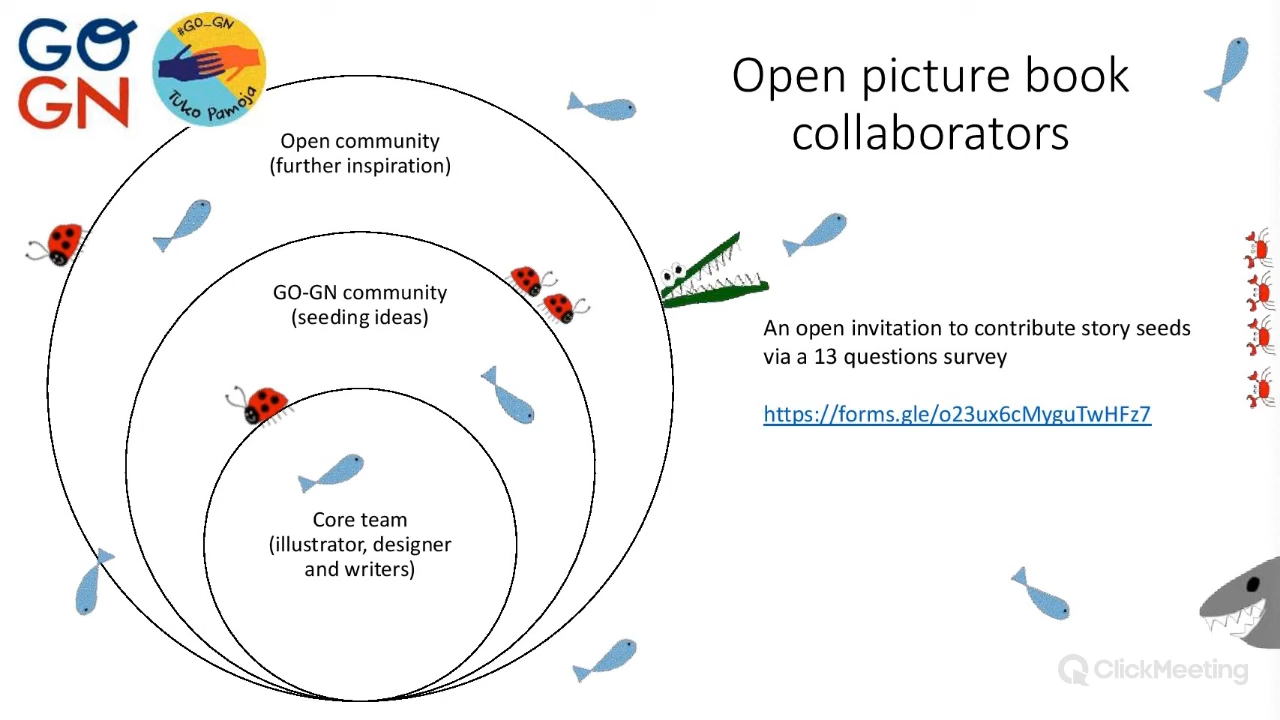 GO
GN
#GO_GN
Tuko Pamoja
Open picture book
collaborators
Open community
(further inspiration)
GO-GN community
(seeding ideas)
Core team
(illustrator, designer
and writers)
An open invitation to contribute story seeds
via a 13 questions survey
https://forms.gle/o23ux6cMyguTwHFz7
ClickMeeting